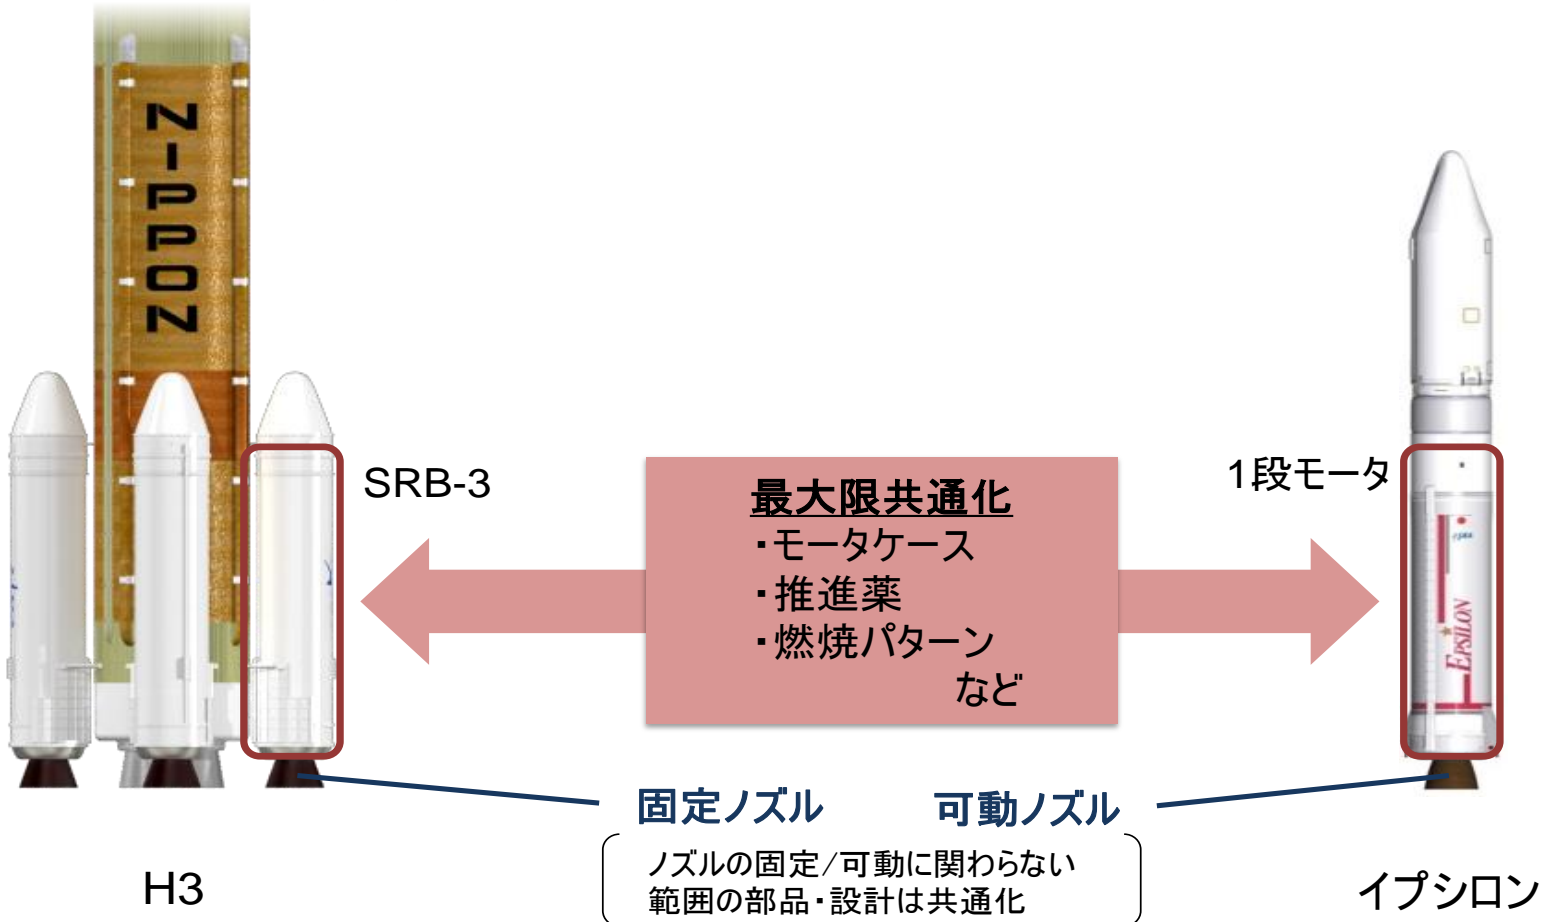 NIPPON
SRB-3
最大限共通化
・モータケース
・推進薬
・燃焼パターン
など
1段モータ
EPSILON
固定ノズル
可動ノズル
ノズルの固定/可動に関わらない
範囲の部品・設計は共通化
H3
イプシロン